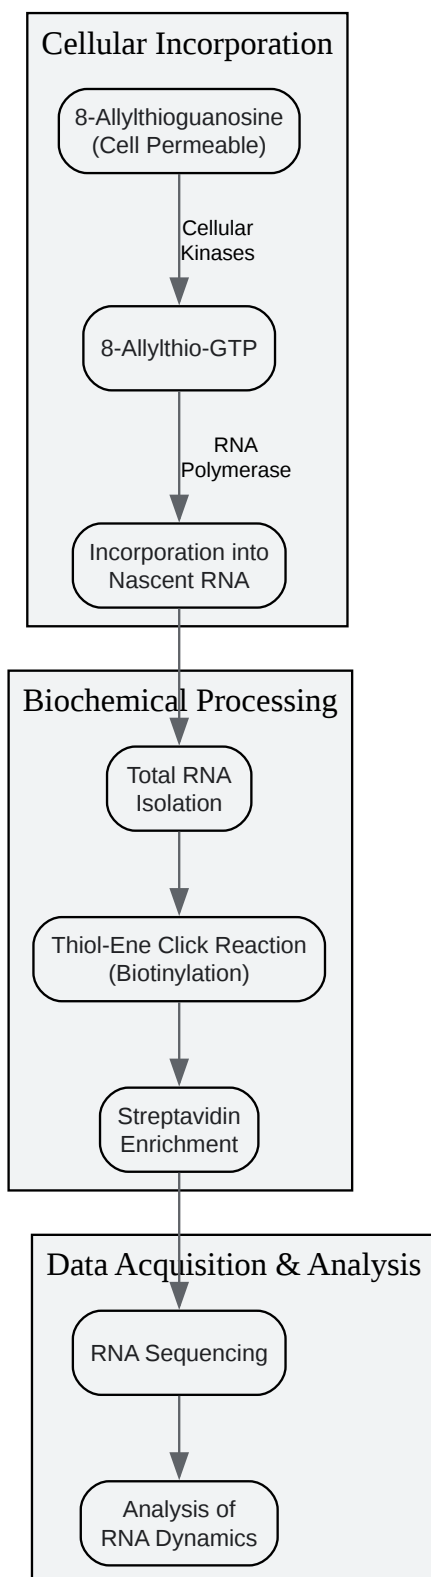 Cellular Incorporation
8-Allylthioguanosine
(Cell Permeable)
Cellular
Kinases
8-Allylthio-GTP
RNA
Polymerase
Incorporation into
Nascent RNA
Biochemical Processing
Total RNA
Isolation
Thiol-Ene Click Reaction
(Biotinylation)
Streptavidin
Enrichment
Data Acquisition & Analysis
RNA Sequencing
Analysis of
RNA Dynamics